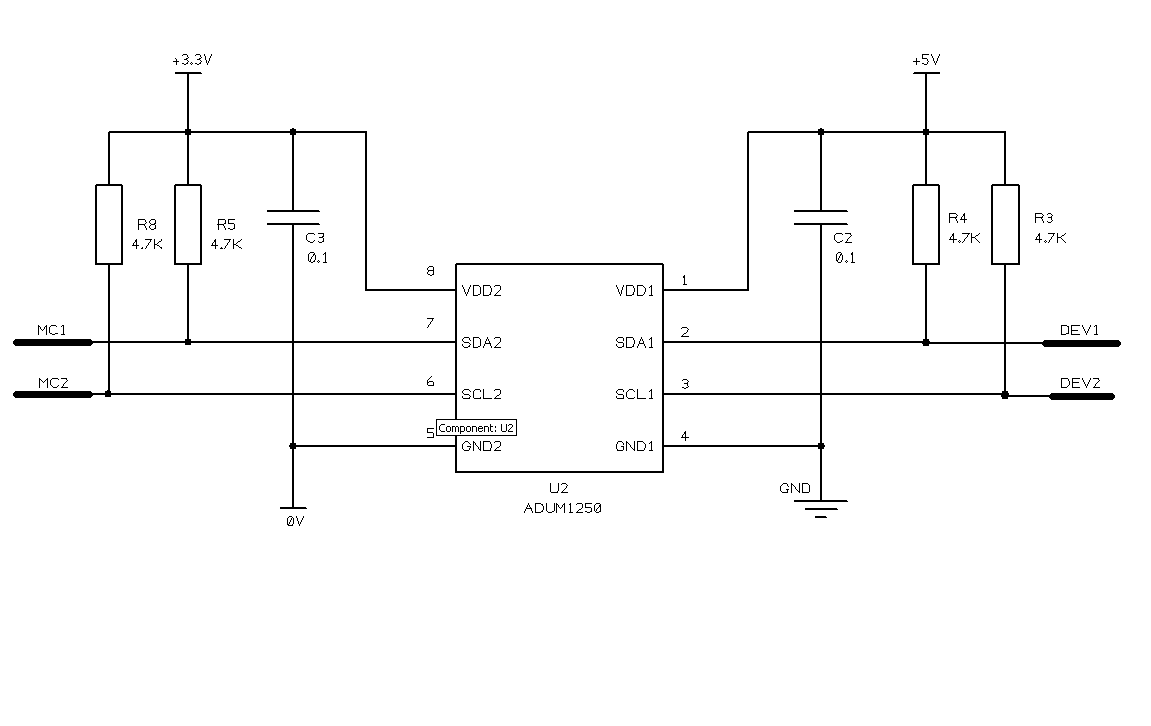 +3.3V
+5V
R8
4.7K
R5
4.7K
C3
0.1
C2
0.1
R4
4.7K
R3
4.7K
8
VDD2
VDD1
1
MC1
7
SDA2
SDA1
2
DEV1
MC2
6
SCL2
SCL1
3
DEV2
5
Component: U2
GND2
GND1
4
U2
ADUM1250
GND
0V